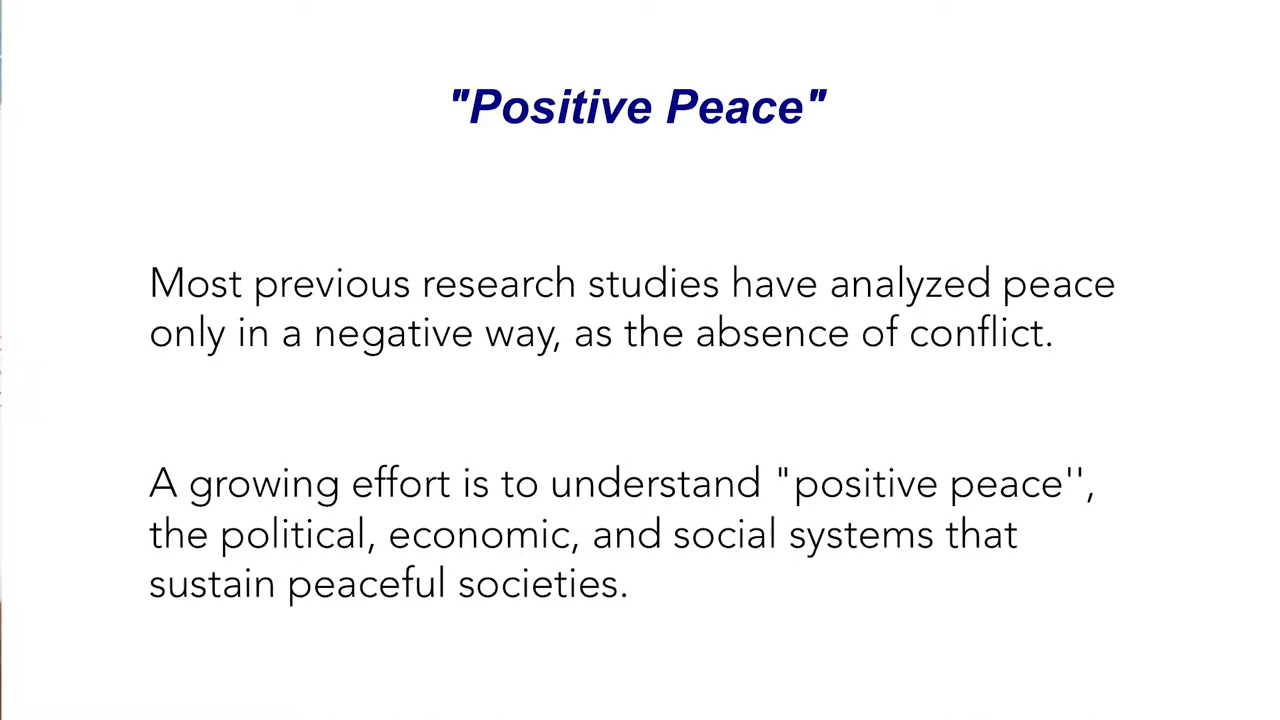 "Positive Peace"
Most previous research studies have analyzed peace
only in a negative way, as the absence of conflict.
A growing effort is to understand "positive peace'',
the political, economic, and social systems that
sustain peaceful societies.